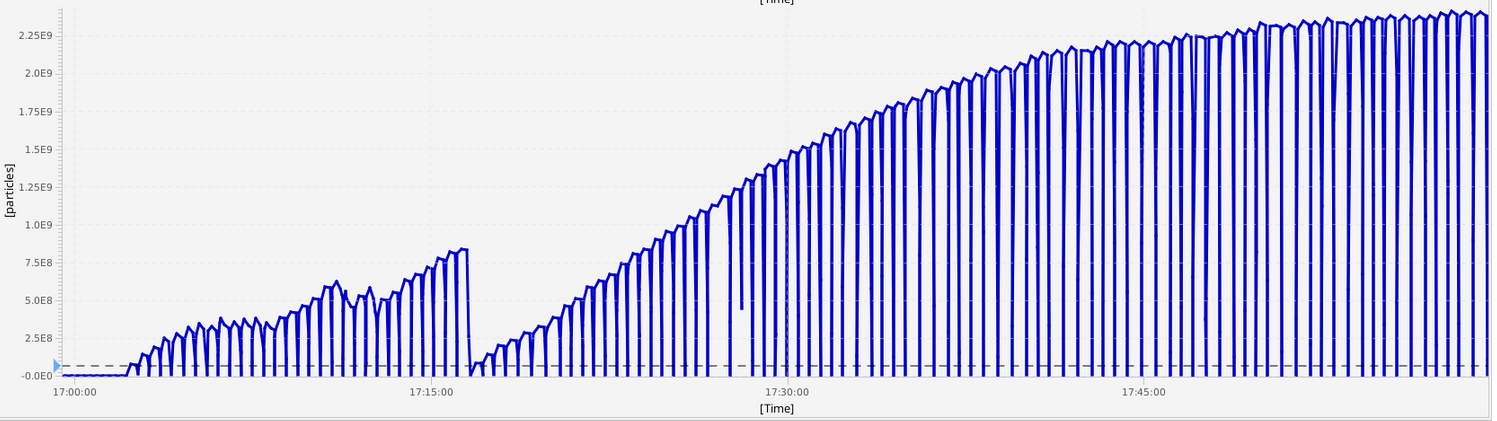 [Time]
2.25E9
2.0E9
1.75E9
1.5E9
1.25E9
1.0E9
7.5E8
5.0E8
2.5E8
-0.0E0
[particles]
17:00:00 17:15:00 17:30:00 17:45:00
[Time]